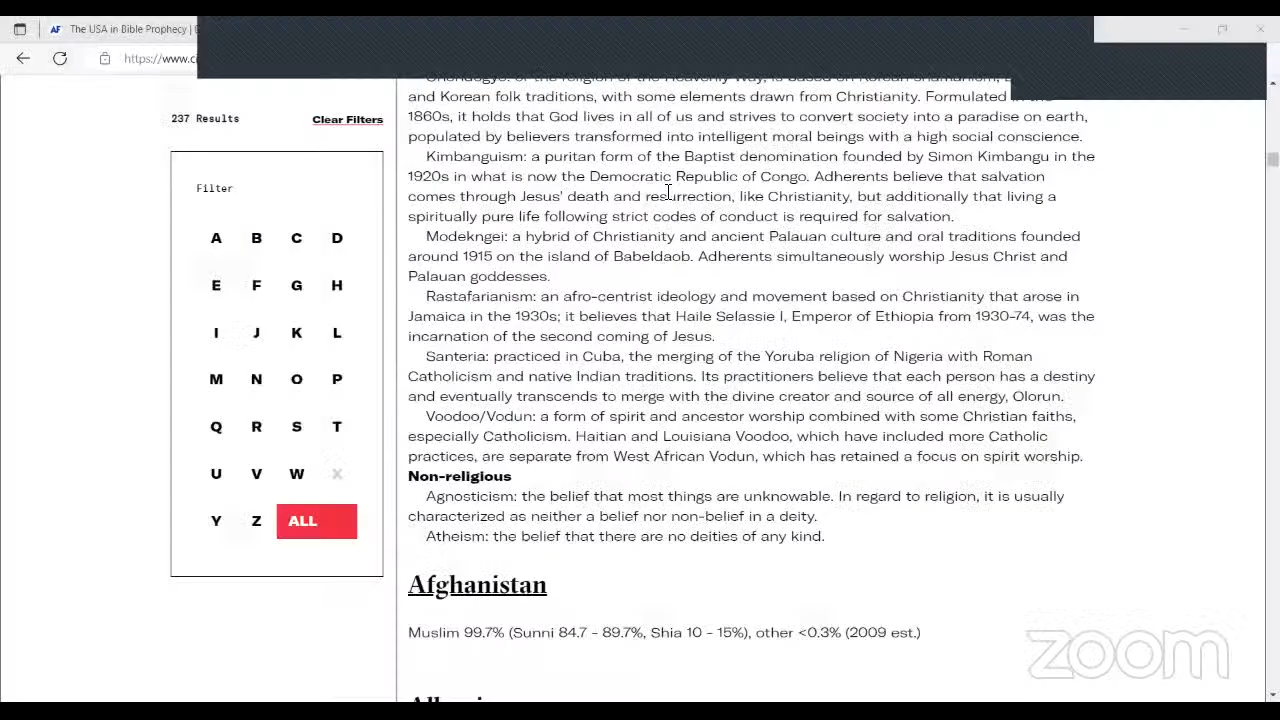 The USA in Bible Prophecy |
https://www.ci
237 Results
Clear Filters
Filter
A B C D
E F G H
I J K L
M N O P
Q R S T
U V W X
Y Z ALL
and Korean folk traditions, with some elements drawn from Christianity. Formulated in the
1860s, it holds that God lives in all of us and strives to convert society into a paradise on earth,
populated by believers transformed into intelligent moral beings with a high social conscience.
Kimbanguism: a puritan form of the Baptist denomination founded by Simon Kimbangu in the
1920s in what is now the Democratic Republic of Congo. Adherents believe that salvation
comes through Jesus' death and resurrection, like Christianity, but additionally that living a
spiritually pure life following strict codes of conduct is required for salvation.
Modekngei: a hybrid of Christianity and ancient Palauan culture and oral traditions founded
around 1915 on the island of Babeldaob. Adherents simultaneously worship Jesus Christ and
Palauan goddesses.
Rastafarianism: an afro-centrist ideology and movement based on Christianity that arose in
Jamaica in the 1930s; it believes that Haile Selassie I, Emperor of Ethiopia from 1930-74, was the
incarnation of the second coming of Jesus.
Santeria: practiced in Cuba, the merging of the Yoruba religion of Nigeria with Roman
Catholicism and native Indian traditions. Its practitioners believe that each person has a destiny
and eventually transcends to merge with the divine creator and source of all energy, Olorun.
Voodoo/Vodun: a form of spirit and ancestor worship combined with some Christian faiths,
especially Catholicism. Haitian and Louisiana Voodoo, which have included more Catholic
practices, are separate from West African Vodun, which has retained a focus on spirit worship.
Non-religious
Agnosticism: the belief that most things are unknowable. In regard to religion, it is usually
characterized as neither a belief nor non-belief in a deity.
Atheism: the belief that there are no deities of any kind.
Afghanistan
Muslim 99.7% (Sunni 84.7 - 89.7%, Shia 10 - 15%), other <0.3% (2009 est.)
zoom